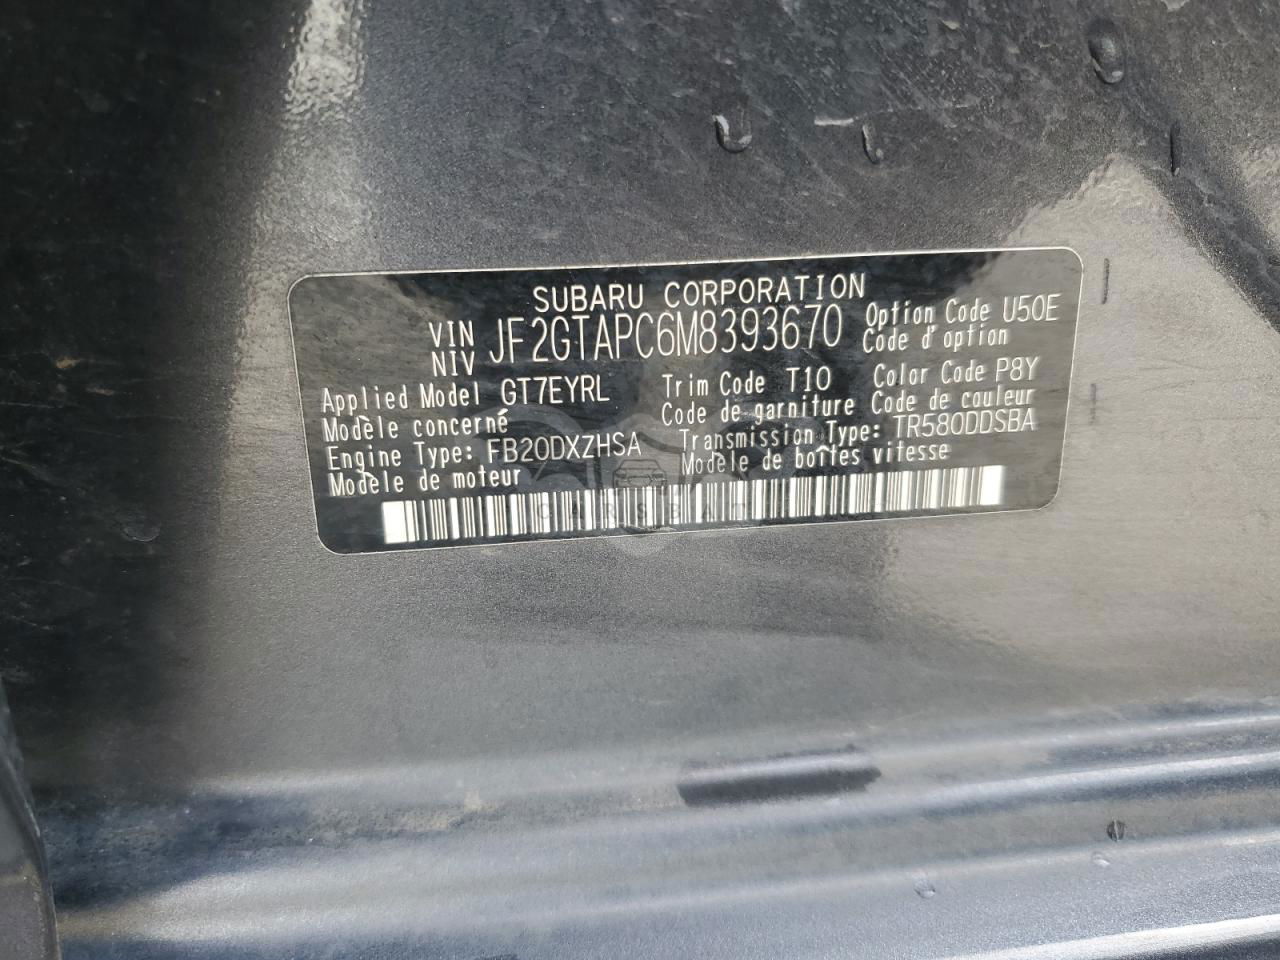 SUBARU CORPORATION
VIN JF2GTAPC6M8393670 Option Code U50E
NIV Code d'option
Applied Model GT7EYRL Trim Code T10 Color Code P8Y
Modèle concerné Code de garniture Code de couleur
Engine Type: FB20DXZHSA Transmission Type: TR580DDSBA
Modèle de moteur Modèle de boîtes vitesse
CARSBAT